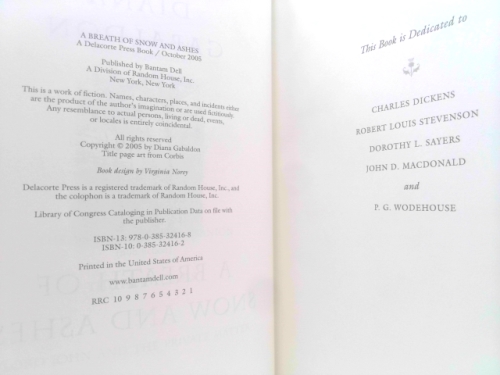 A BREATH OF SNOW AND ASHES
A Delacorte Press Book / October 2005
Published by Bantam Dell
A Division of Random House, Inc.
New York, New York
This is a work of fiction. Names, characters, places, and incidents either
are the product of the author's imagination or are used fictitiously.
Any resemblance to actual persons, living or dead, events,
or locales is entirely coincidental.
All rights reserved
Copyright © 2005 by Diana Gabaldon
Title page art from Corbis
Book design by Virginia Norey
Delacorte Press is a registered trademark of Random House, Inc., and
the colophon is a trademark of Random House, Inc.
Library of Congress Cataloging in Publication Data on file with
the publisher.
ISBN-13: 978-0-385-32416-8
ISBN-10: 0-385-32416-2
Printed in the United States of America
www.bantamdell.com
RRC 10 9 8 7 6 5 4 3 2 1
This Book is Dedicated to
CHARLES DICKENS
ROBERT LOUIS STEVENSON
DOROTHY L. SAYERS
JOHN D. MACDONALD
and
P. G. WODEHOUSE